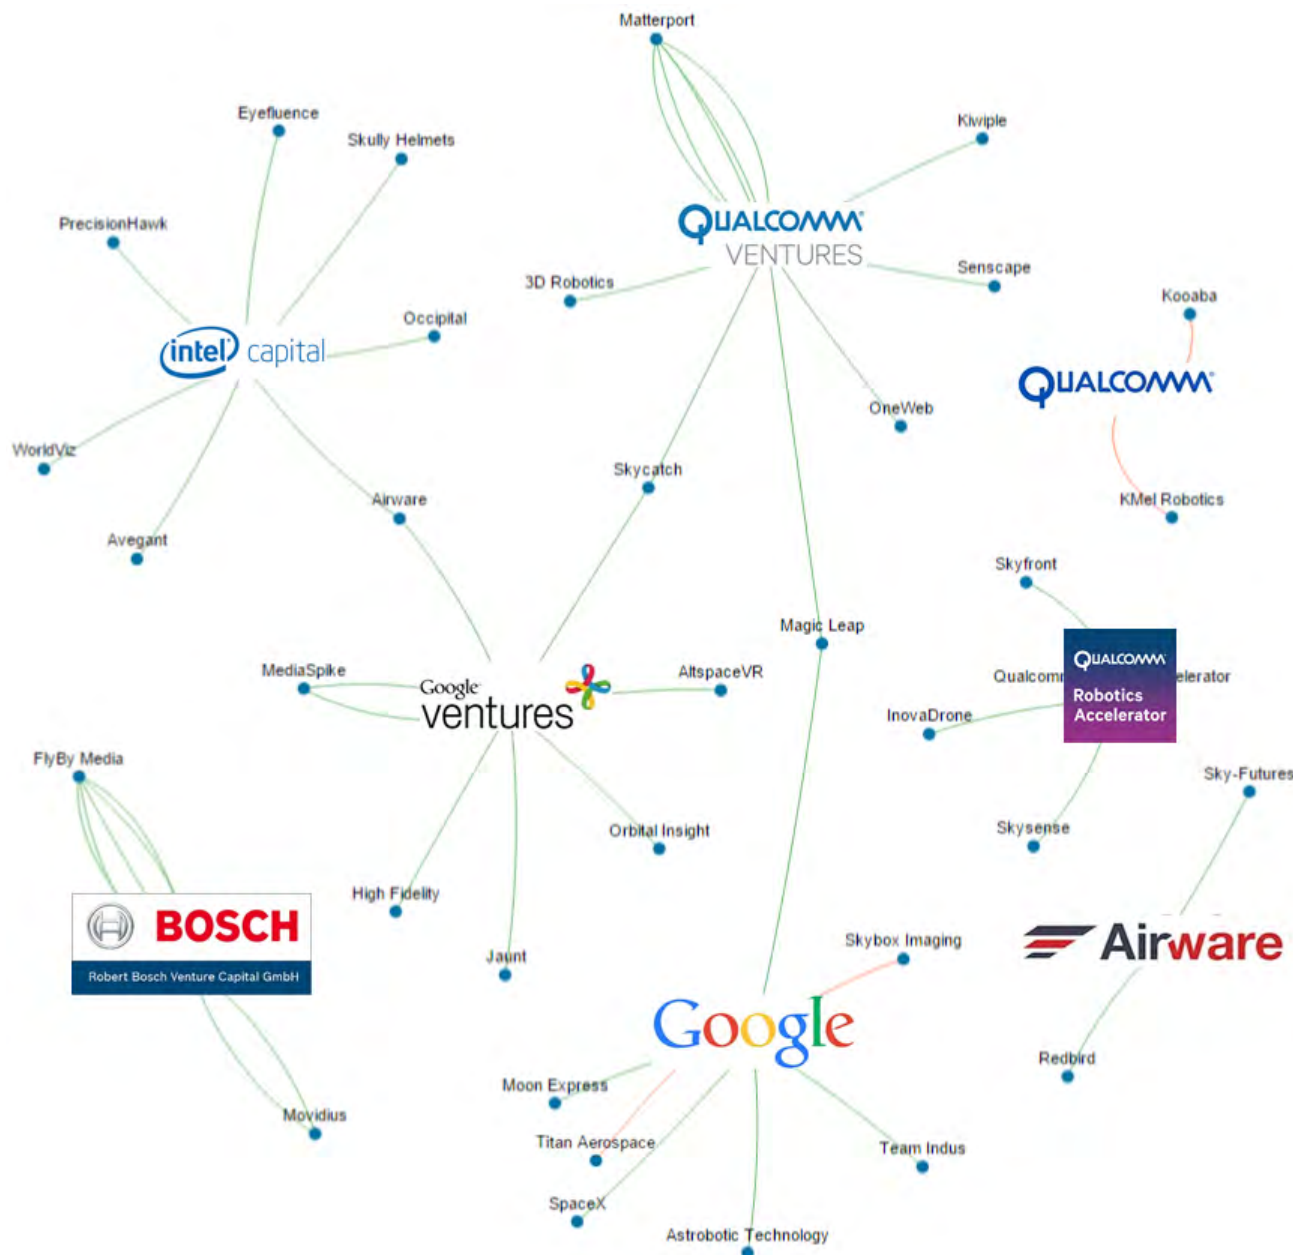 Matterport
Eyefluence
Skully Helmets
Kiwiple
PrecisionHawk
QUALCOMM®
VENTURES
3D Robotics
Senscape
Kooaba
Occipital
intel® capital
QUALCOMM®
OneWeb
WorldViz
Skycatch
Airware
KMel Robotics
Avegant
Skyfront
Magic Leap
MediaSpike
Google™
ventures
AltspaceVR
QUALCOMM
Qualcomm
elerator
Robotics
Accelerator
InovaDrone
FlyBy Media
Sky-Futures
Orbital Insight
Skysense
High Fidelity
BOSCH
Robert Bosch Venture Capital GmbH
Jaunt
Skybox Imaging
Airware
Google
Redbird
Moon Express
Movidius
Titan Aerospace
Team Indus
SpaceX
Astrobotic Technology